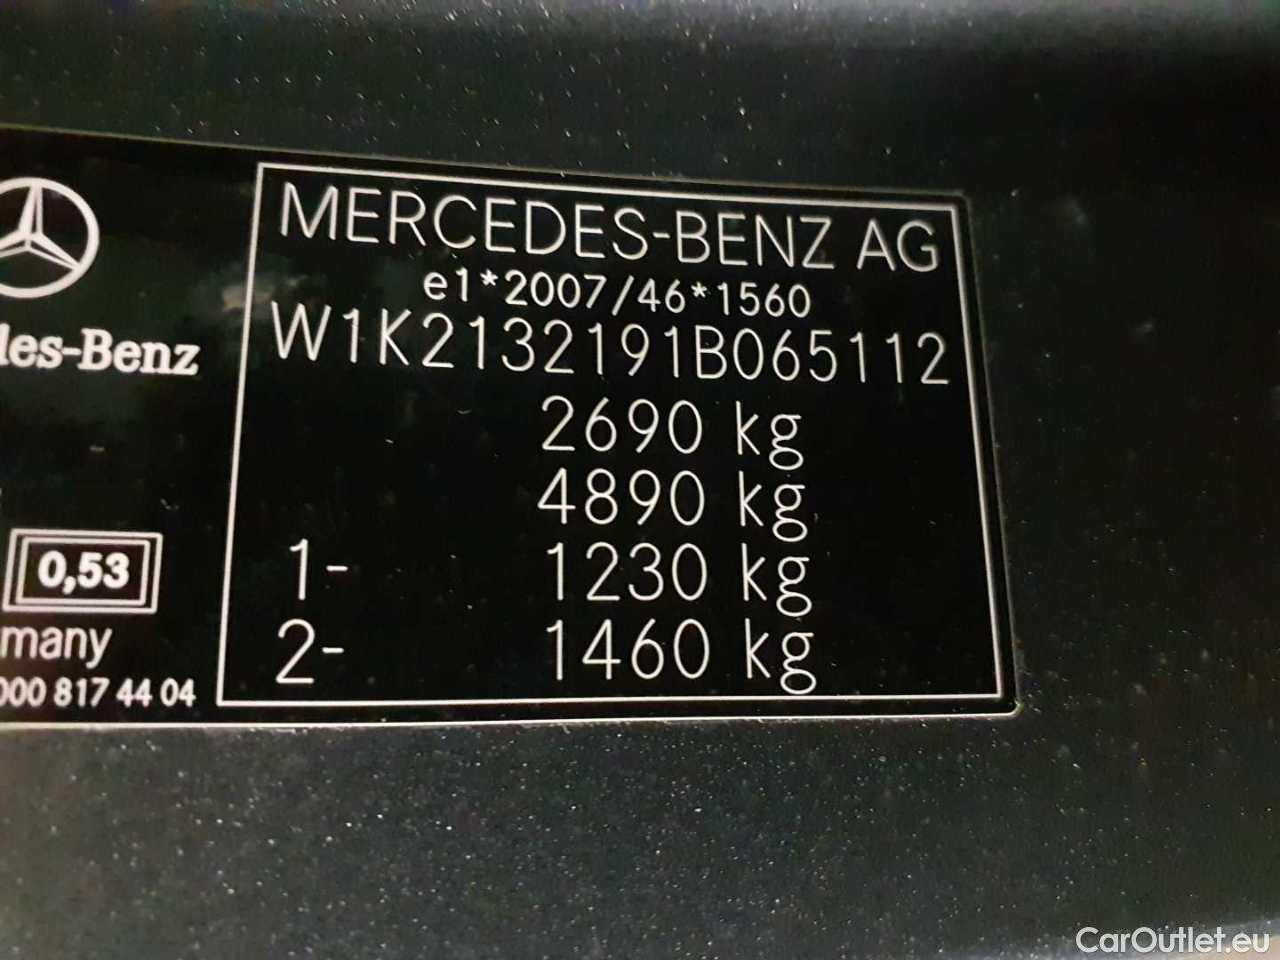 MERCEDES-BENZ AG
e1*2007/46*1560
W1K2132191B065112
2690 kg
4890 kg
1- 1230 kg
2- 1460 kg
des-Benz
0,53
many
000 817 44 04
CarOutlet.eu